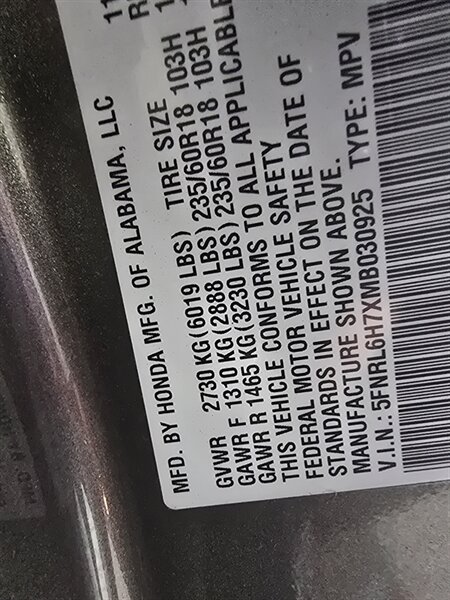 11
MFD. BY HONDA MFG. OF ALABAMA, LLC
GVWR 2730 KG (6019 LBS) TIRE SIZE
GAWR F 1310 KG (2888 LBS) 235/60R18 103H
GAWR R 1465 KG (3230 LBS) 235/60R18 103H
THIS VEHICLE CONFORMS TO ALL APPLICABLE
FEDERAL MOTOR VEHICLE SAFETY
STANDARDS IN EFFECT ON THE DATE OF
MANUFACTURE SHOWN ABOVE.
V.I.N.: 5FNRL6H7XMB030925 TYPE: MPV